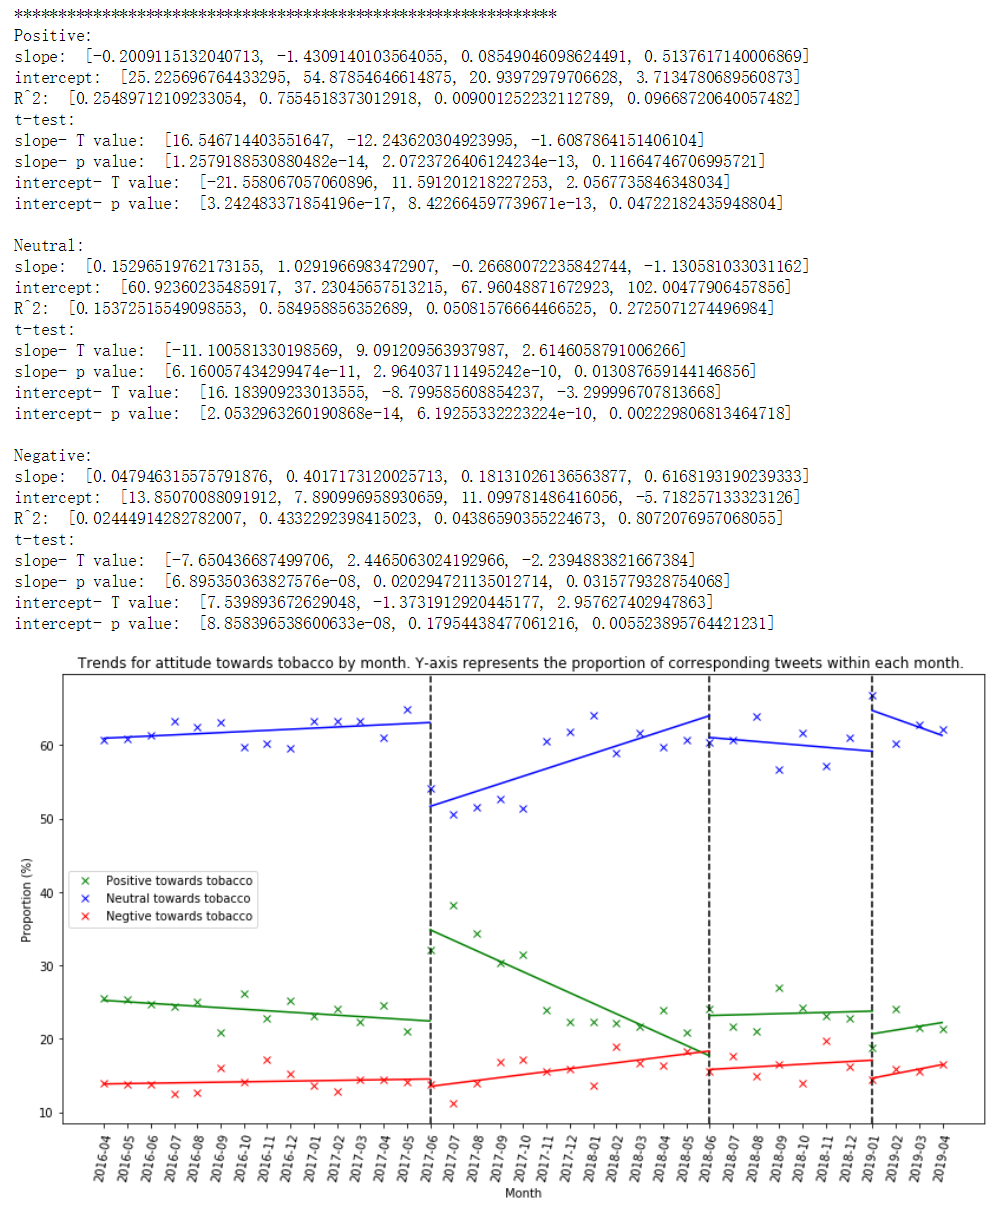 **************************************************************
Positive:
slope:  [-0.2009115132040713, -1.4309140103564055, 0.08549046098624491, 0.5137617140006869]
intercept:  [25.225696764433295, 54.87854646614875, 20.93972979706628, 3.7134780689560873]
R^2:  [0.25489712109233054, 0.7554518373012918, 0.009001252232112789, 0.09668720640057482]
t-test:
slope- T value:  [16.546714403551647, -12.243620304923995, -1.6087864151406104]
slope- p value:  [1.2579188530880482e-14, 2.0723726406124234e-13, 0.11664746706995721]
intercept- T value:  [-21.558067057060896, 11.591201218227253, 2.0567735846348034]
intercept- p value:  [3.242483371854196e-17, 8.422664597739671e-13, 0.04722182435948804]
Neutral:
slope:  [0.15296519762173155, 1.0291966983472907, -0.26680072235842744, -1.130581033031162]
intercept:  [60.92360235485917, 37.23045657513215, 67.96048871672923, 102.00477906457856]
R^2:  [0.15372515549098553, 0.584958856352689, 0.05081576664466525, 0.2725071274496984]
t-test:
slope- T value:  [-11.100581330198569, 9.091209563937987, 2.6146058791006266]
slope- p value:  [6.160057434299474e-11, 2.964037111495242e-10, 0.013087659144146856]
intercept- T value:  [16.183909233013555, -8.799585608854237, -3.299996707813668]
intercept- p value:  [2.0532963260190868e-14, 6.19255332223224e-10, 0.002229806813464718]
Negative:
slope:  [0.047946315575791876, 0.4017173120025713, 0.18131026136563877, 0.6168193190239333]
intercept:  [13.85070088091912, 7.890996958930659, 11.099781486416056, -5.718257133323126]
R^2:  [0.02444914282782007, 0.4332292398415023, 0.04386590355224673, 0.8072076957068055]
t-test:
slope- T value:  [-7.650436687499706, 2.4465063024192966, -2.2394883821667384]
slope- p value:  [6.895350363827576e-08, 0.020294721135012714, 0.0315779328754068]
intercept- T value:  [7.539893672629048, -1.3731912920445177, 2.957627402947863]
intercept- p value:  [8.858396538600633e-08, 0.17954438477061216, 0.005523895764421231]
Trends for attitude towards tobacco by month. Y-axis represents the proportion of corresponding tweets within each month.
Proportion (%)
60
50
40
30
20
10
Positive towards tobacco
Neutral towards tobacco
Negtive towards tobacco
2016-04
2016-05
2016-06
2016-07
2016-08
2016-09
2016-10
2016-11
2016-12
2017-01
2017-02
2017-03
2017-04
2017-05
2017-06
2017-07
2017-08
2017-09
2017-10
2017-11
2017-12
2018-01
2018-02
2018-03
2018-04
2018-05
2018-06
2018-07
2018-08
2018-09
2018-10
2018-11
2018-12
2019-01
2019-02
2019-03
2019-04
Month